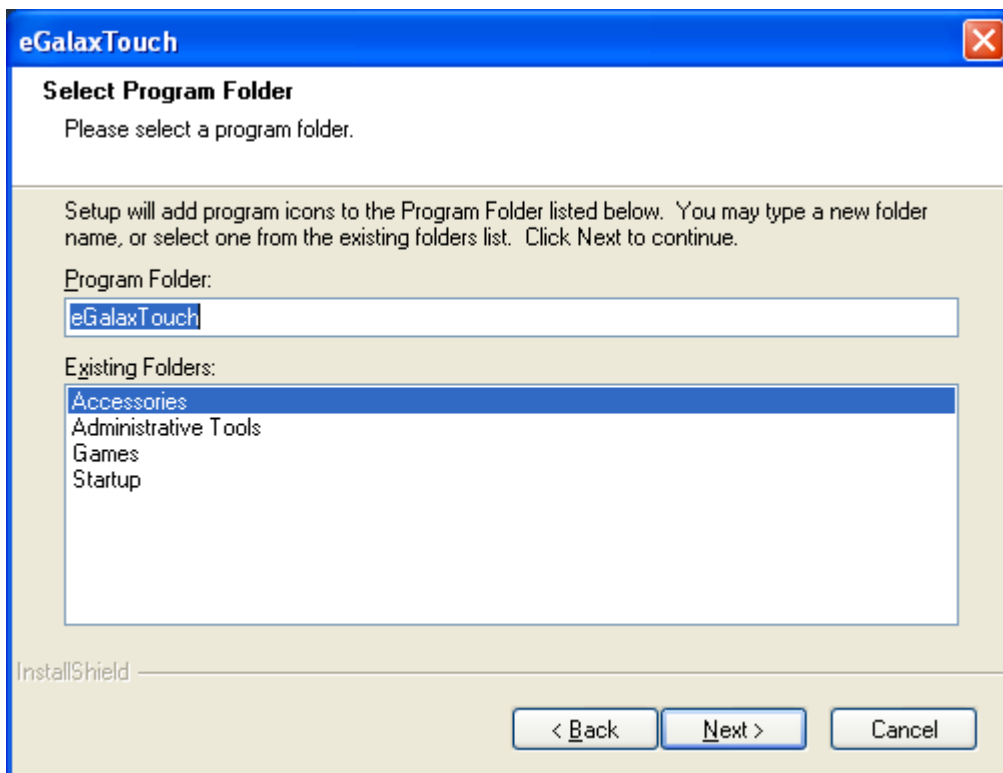 eGalaxTouch
Select Program Folder
Please select a program folder.
Setup will add program icons to the Program Folder listed below.  You may type a new folder
name, or select one from the existing folders list.  Click Next to continue.
Program Folder:
eGalaxTouch
Existing Folders:
Accessories
Administrative Tools
Games
Startup
InstallShield
< Back
Next >
Cancel